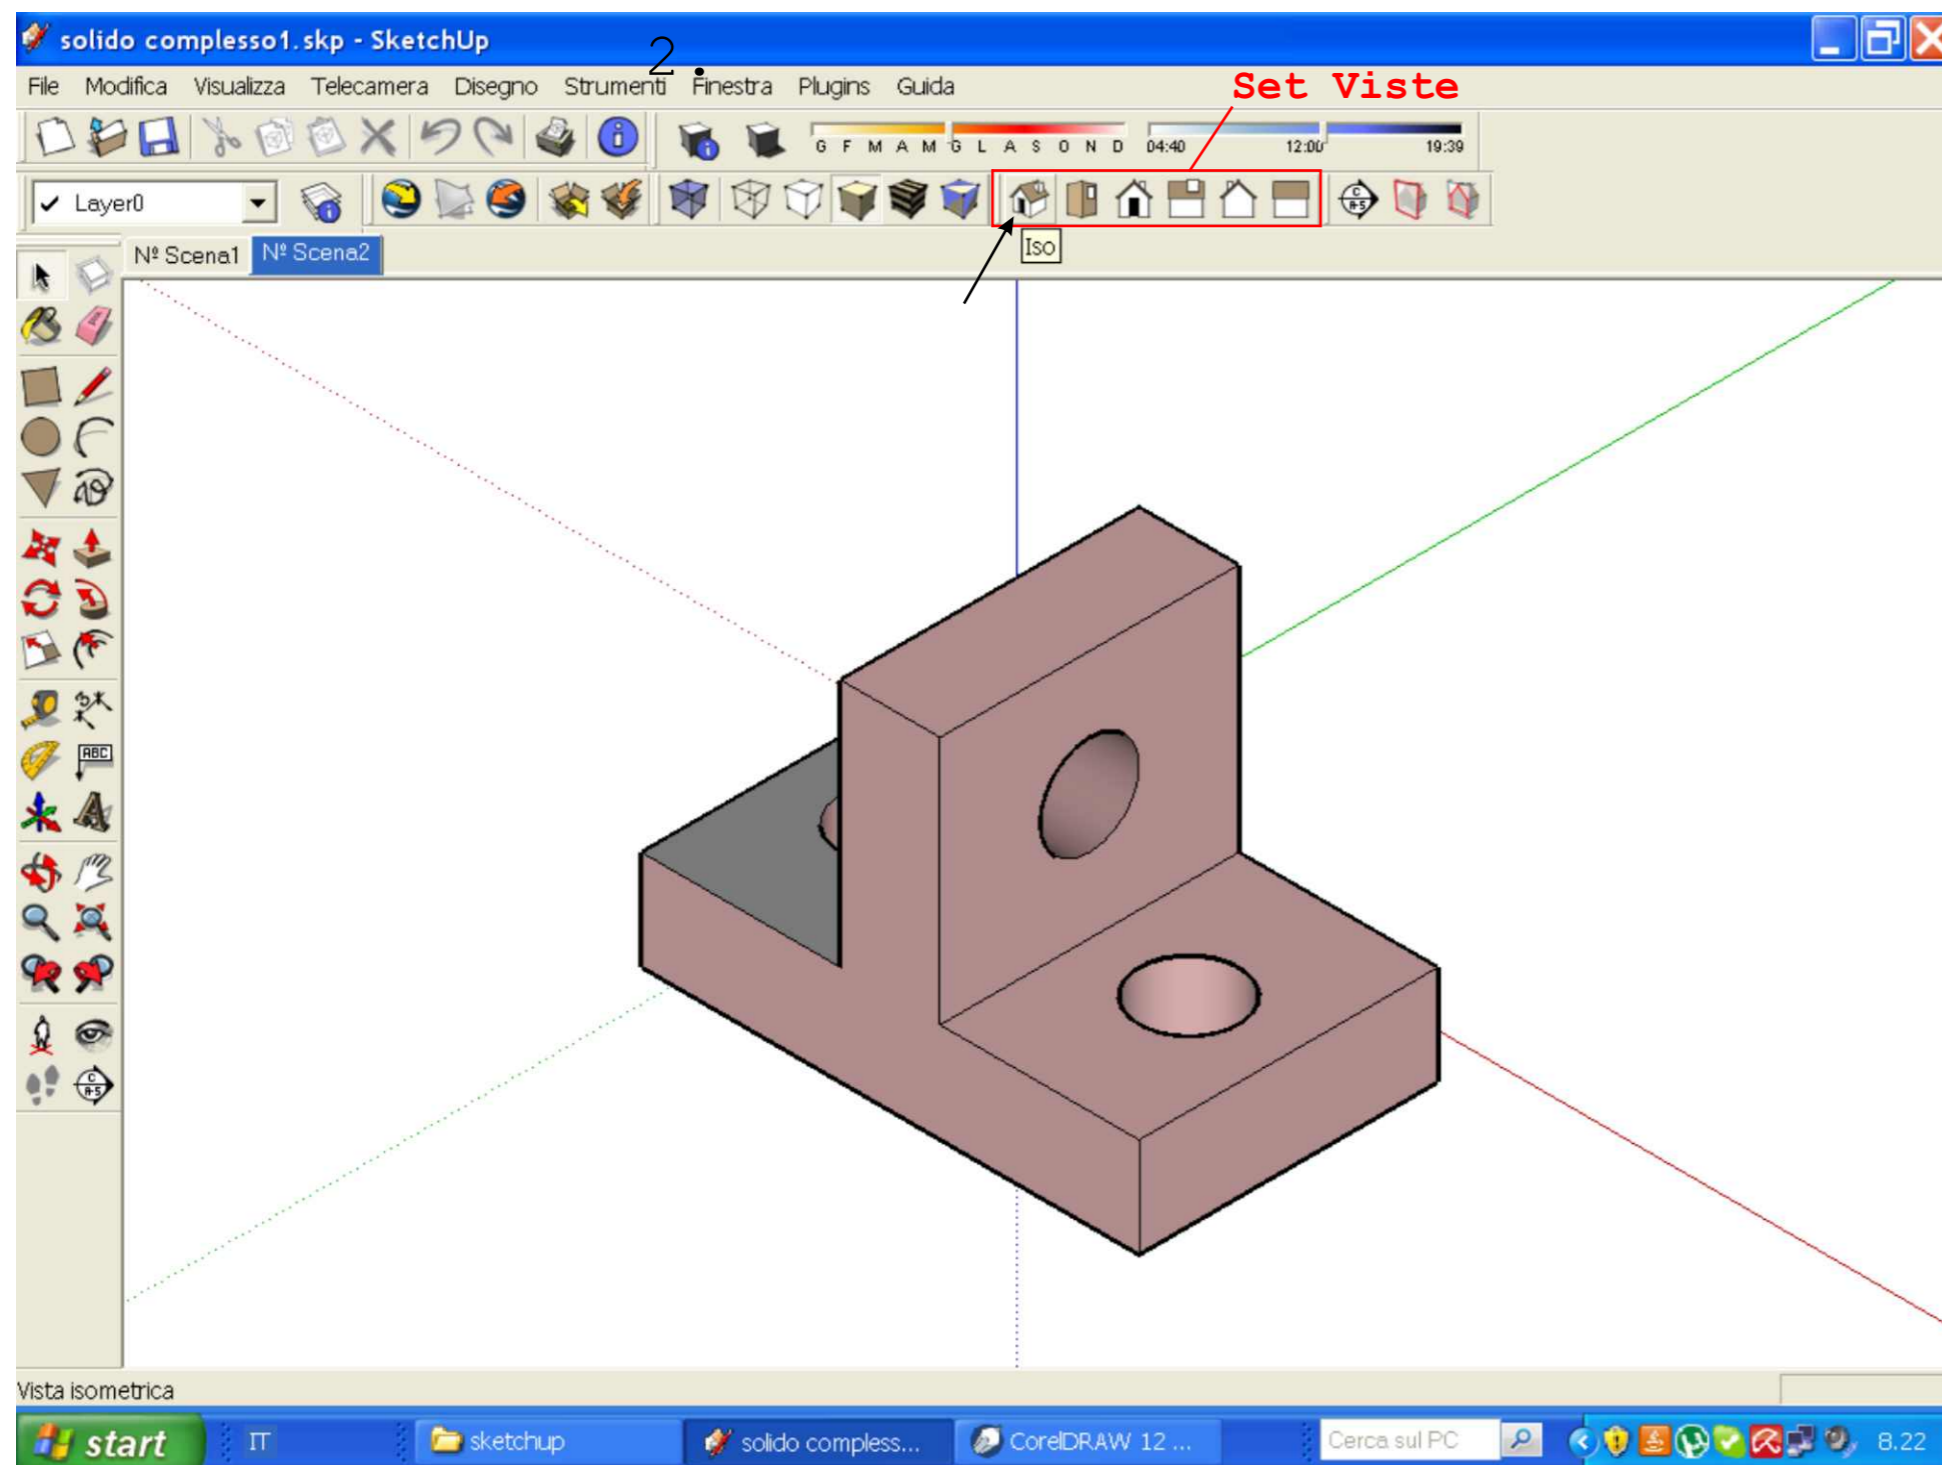 solido complesso1.skp - SketchUp
2.
File Modifica Visualizza Telecamera Disegno Strumenti Finestra Plugins Guida
Set Viste
G F M A M G L A S O N D 04:40 12:00 19:39
Layer0
Iso
Nº Scena1 Nº Scena2
ABC
Vista isometrica
start IT sketchup solido compless... CorelDRAW 12 ... Cerca sul PC 8.22